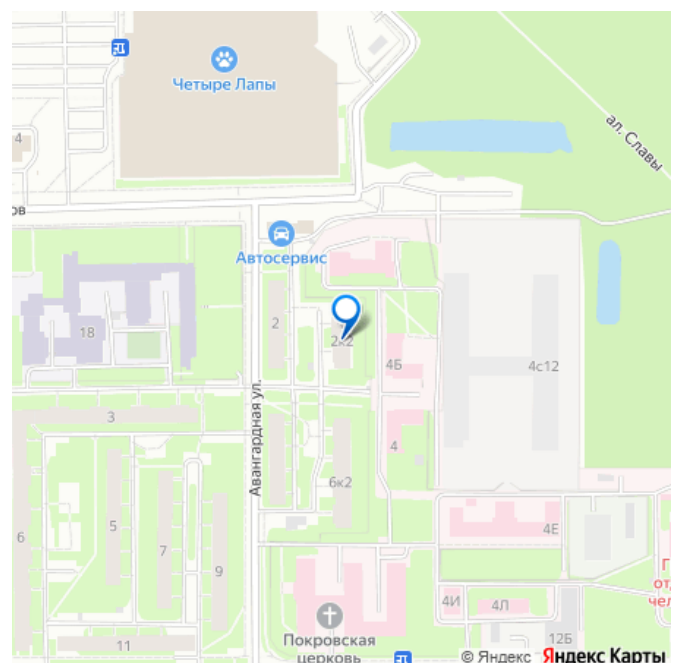 Четыре Лапы
ал. Славы
4
ов
Автосервис
18
2
2к2
4Б
4с12
3
Авангардная ул.
4
6к2
5
7
6
9
4Е
11
4И
4Л
12Б
Покровская
церковь
© Яндекс Яндекс Карты